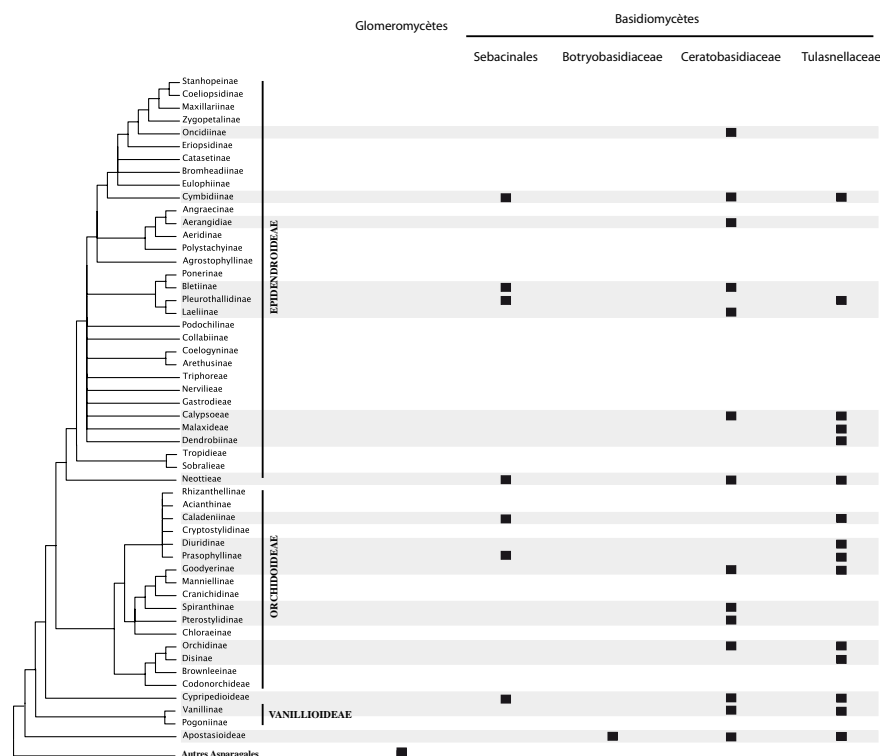 Basidiomycètes
Glomeromycètes
Sebacinales Botryobasidiaceae Ceratobasidiaceae Tulasnellaceae
Stanhopeinae
Coeliopsidinae
Maxillariinae
Zygopetalinae
Oncidiinae
Eriopsidinae
Catasetinae
Bromheadiinae
Eulophiinae
Cymbidiinae
Angraecinae
Aerangidiae
Aeridinae
Polystachyinae
Agrostophyllinae
Ponerinae
Bletiinae
Pleurothallidinae
Laeliinae
Podochilinae
Collabiinae
Coelogyninae
Arethusinae
Triphoreae
Nervilieae
Gastrodieae
Calypsoeae
Malaxideae
Dendrobiinae
Tropidieae
Sobralieae
Neottieae
EPIDENDROIDEAE
Rhizanthellinae
Acianthinae
Caladeniinae
Cryptostylidinae
Diuridinae
Prasophyllinae
Goodyerinae
Manniellinae
Cranichidinae
Spiranthinae
Pterostylidinae
Chloraeinae
Orchidinae
Disinae
Brownleeinae
Codonorchideae
ORCHIDOIDEAE
Cypripedioideae
Vanillinae
Pogoniinae
VANILLIOIDEAE
Apostasioideae
Autres Asparagales